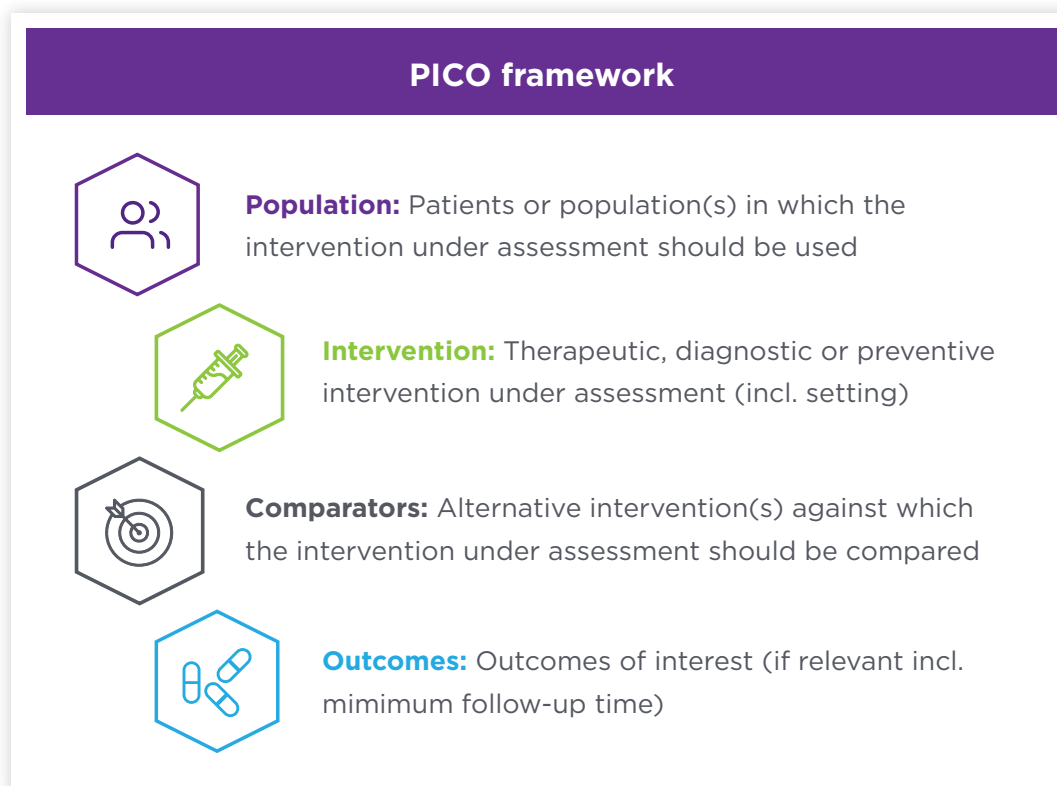 PICO framework
Population: Patients or population(s) in which the
intervention under assessment should be used
Intervention: Therapeutic, diagnostic or preventive
intervention under assessment (incl. setting)
Comparators: Alternative intervention(s) against which
the intervention under assessment should be compared
Outcomes: Outcomes of interest (if relevant incl.
mimimum follow-up time)